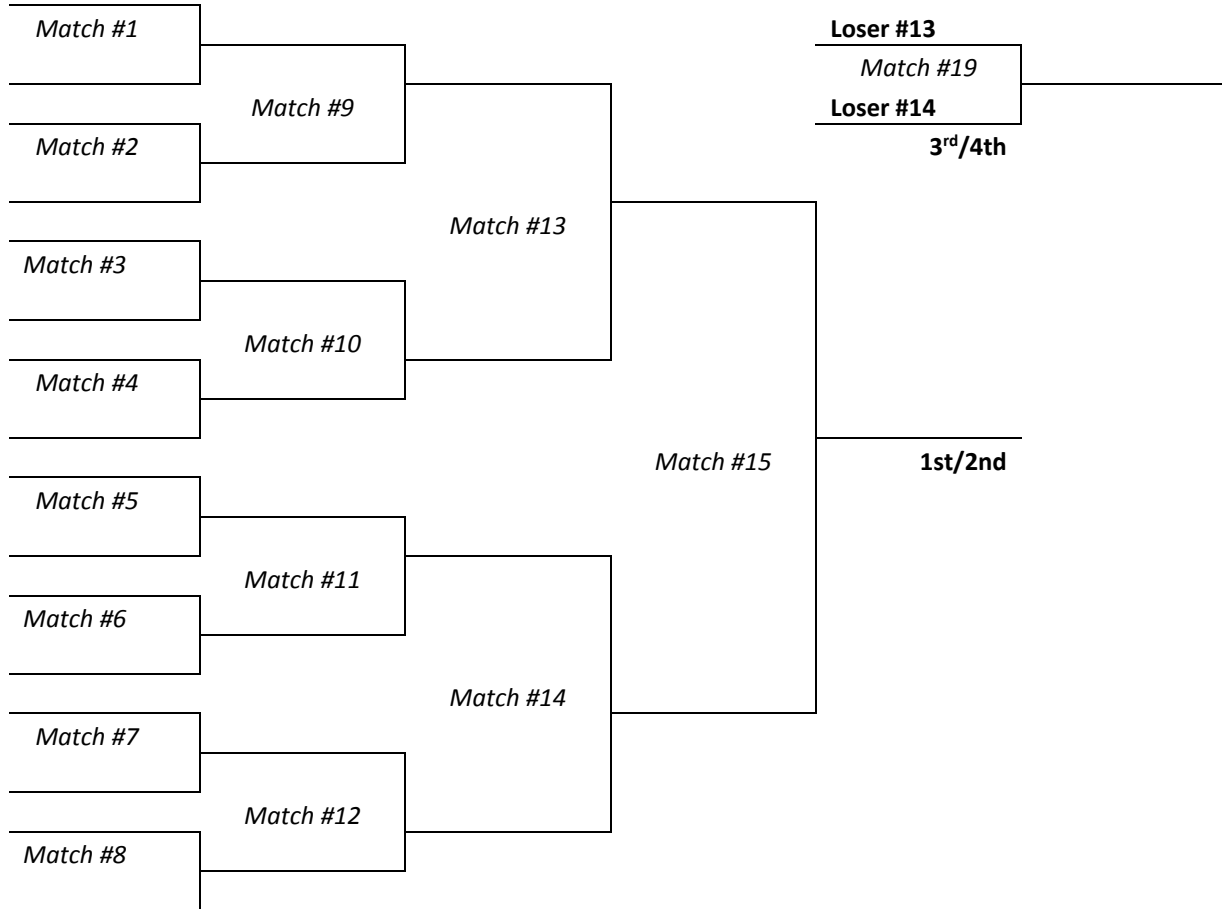 Match #1
Loser #13
Match #19
Match #9
Loser #14
Match #2
3rd/4th
Match #13
Match #3
Match #10
Match #4
Match #15
1st/2nd
Match #5
Match #11
Match #6
Match #14
Match #7
Match #12
Match #8